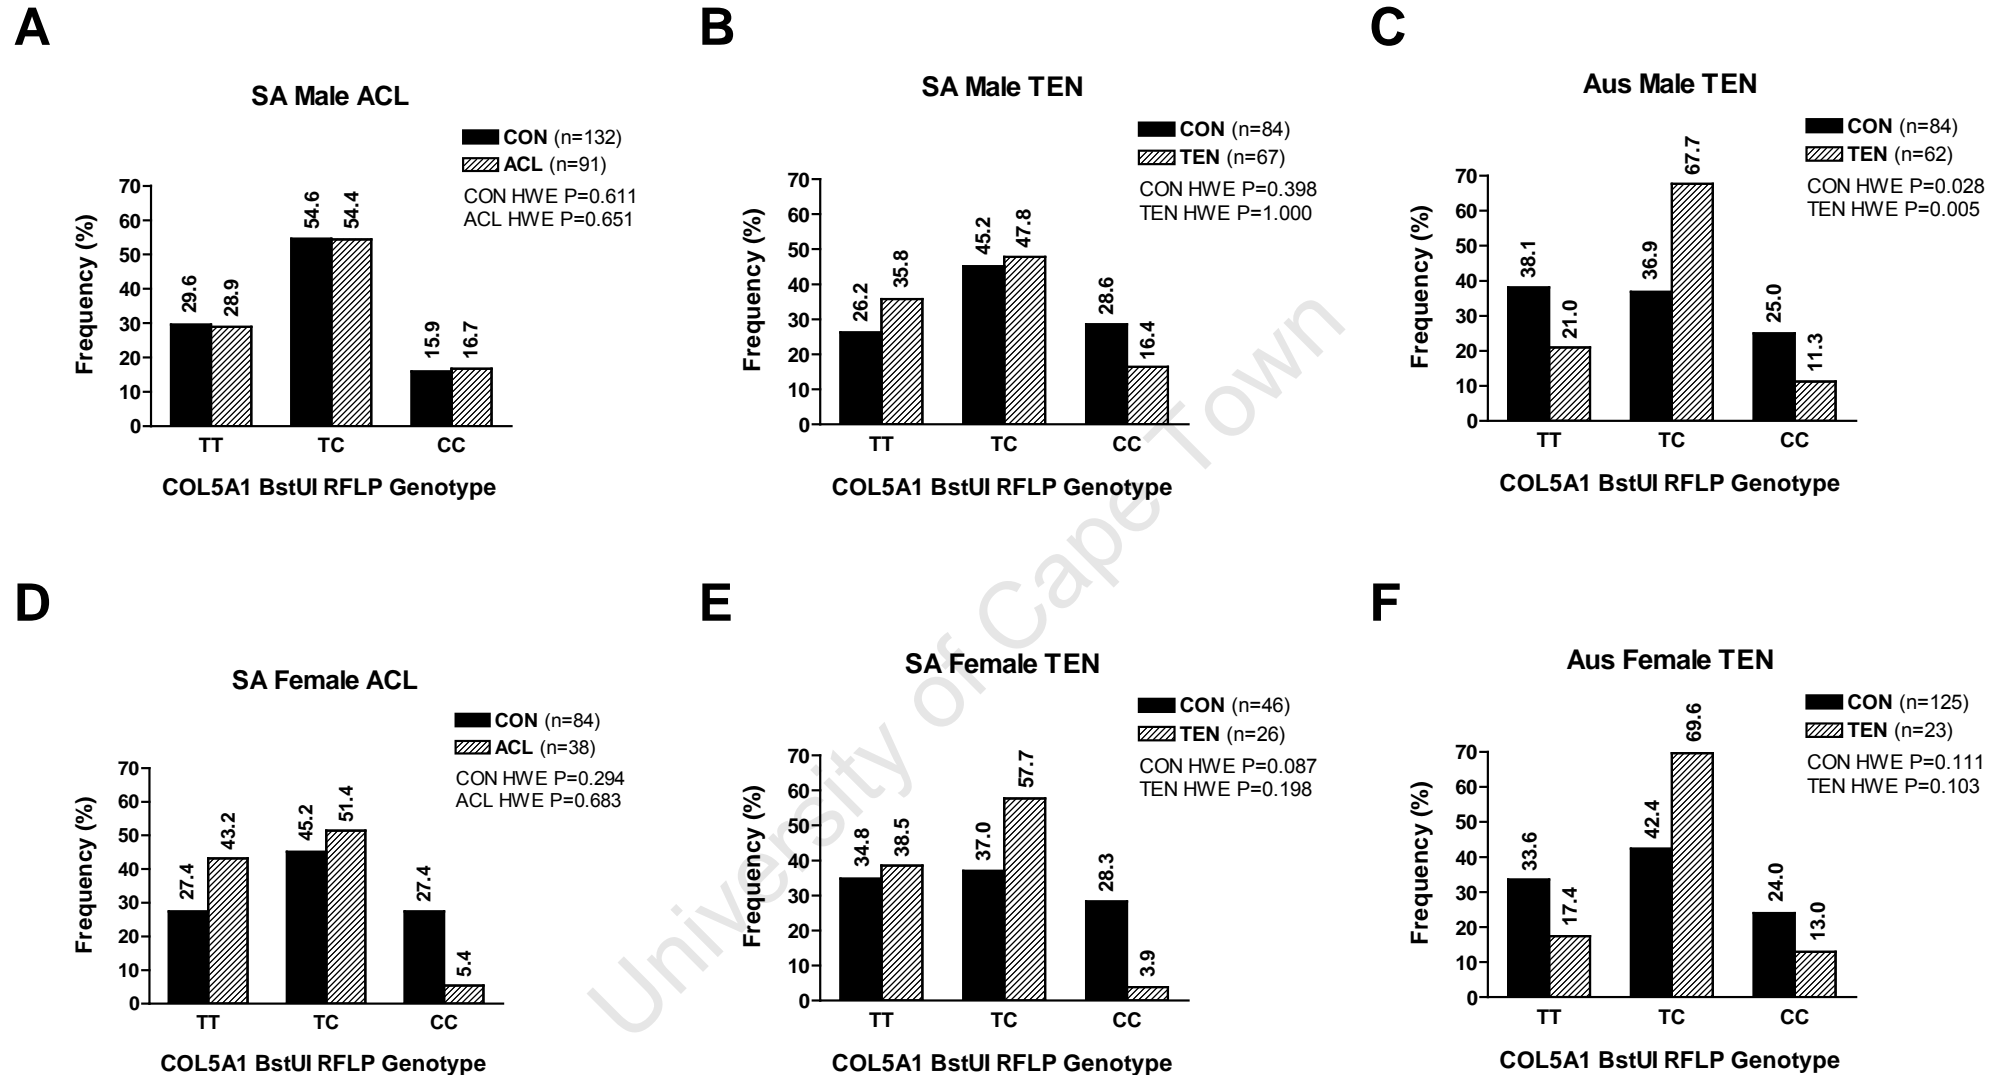 A
SA Male ACL
CON (n=132)
ACL (n=91)
CON HWE P=0.611
ACL HWE P=0.651
Frequency (%)
70
60
50
40
30
20
10
0
29.6
28.9
54.6
54.4
15.9
16.7
TT
TC
CC
COL5A1 BstUI RFLP Genotype
B
SA Male TEN
CON (n=84)
TEN (n=67)
CON HWE P=0.398
TEN HWE P=1.000
Frequency (%)
70
60
50
40
30
20
10
0
26.2
35.8
45.2
47.8
28.6
16.4
TT
TC
CC
COL5A1 BstUI RFLP Genotype
C
Aus Male TEN
CON (n=84)
TEN (n=62)
CON HWE P=0.028
TEN HWE P=0.005
Frequency (%)
70
60
50
40
30
20
10
0
38.1
21.0
36.9
67.7
25.0
11.3
TT
TC
CC
COL5A1 BstUI RFLP Genotype
D
SA Female ACL
CON (n=84)
ACL (n=38)
CON HWE P=0.294
ACL HWE P=0.683
Frequency (%)
70
60
50
40
30
20
10
0
27.4
43.2
45.2
51.4
27.4
5.4
TT
TC
CC
COL5A1 BstUI RFLP Genotype
E
SA Female TEN
CON (n=46)
TEN (n=26)
CON HWE P=0.087
TEN HWE P=0.198
Frequency (%)
70
60
50
40
30
20
10
0
34.8
38.5
37.0
57.7
28.3
3.9
TT
TC
CC
COL5A1 BstUI RFLP Genotype
F
Aus Female TEN
CON (n=125)
TEN (n=23)
CON HWE P=0.111
TEN HWE P=0.103
Frequency (%)
70
60
50
40
30
20
10
0
33.6
17.4
42.4
69.6
24.0
13.0
TT
TC
CC
COL5A1 BstUI RFLP Genotype
University of Cape Town